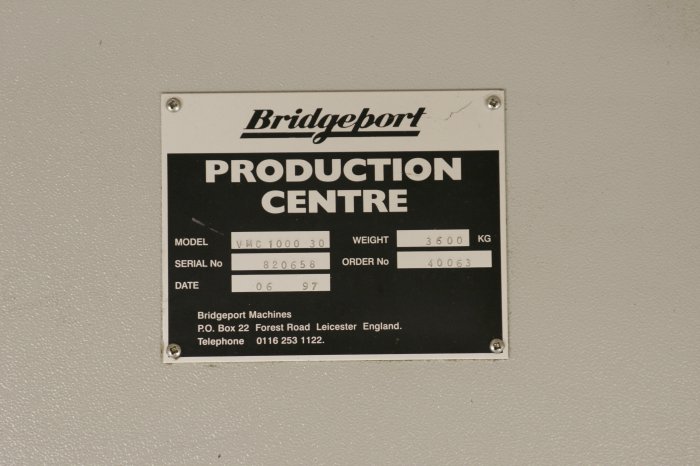 Bridgeport
PRODUCTION
CENTRE
MODEL VMC 1000 30 WEIGHT 3600 KG
SERIAL No 820658 ORDER No 40063
DATE 06 97
Bridgeport Machines
P.O. Box 22 Forest Road Leicester England.
Telephone 0116 253 1122.